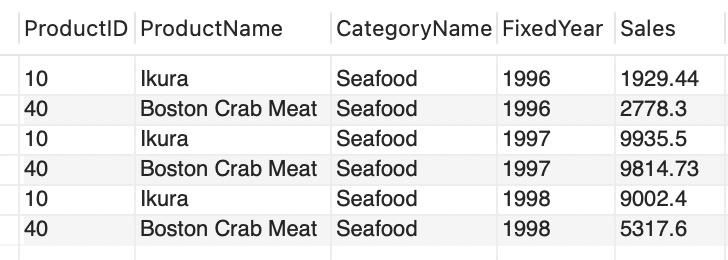 ProductID ProductName CategoryName FixedYear Sales
10 Ikura Seafood 1996 1929.44
40 Boston Crab Meat Seafood 1996 2778.3
10 Ikura Seafood 1997 9935.5
40 Boston Crab Meat Seafood 1997 9814.73
10 Ikura Seafood 1998 9002.4
40 Boston Crab Meat Seafood 1998 5317.6